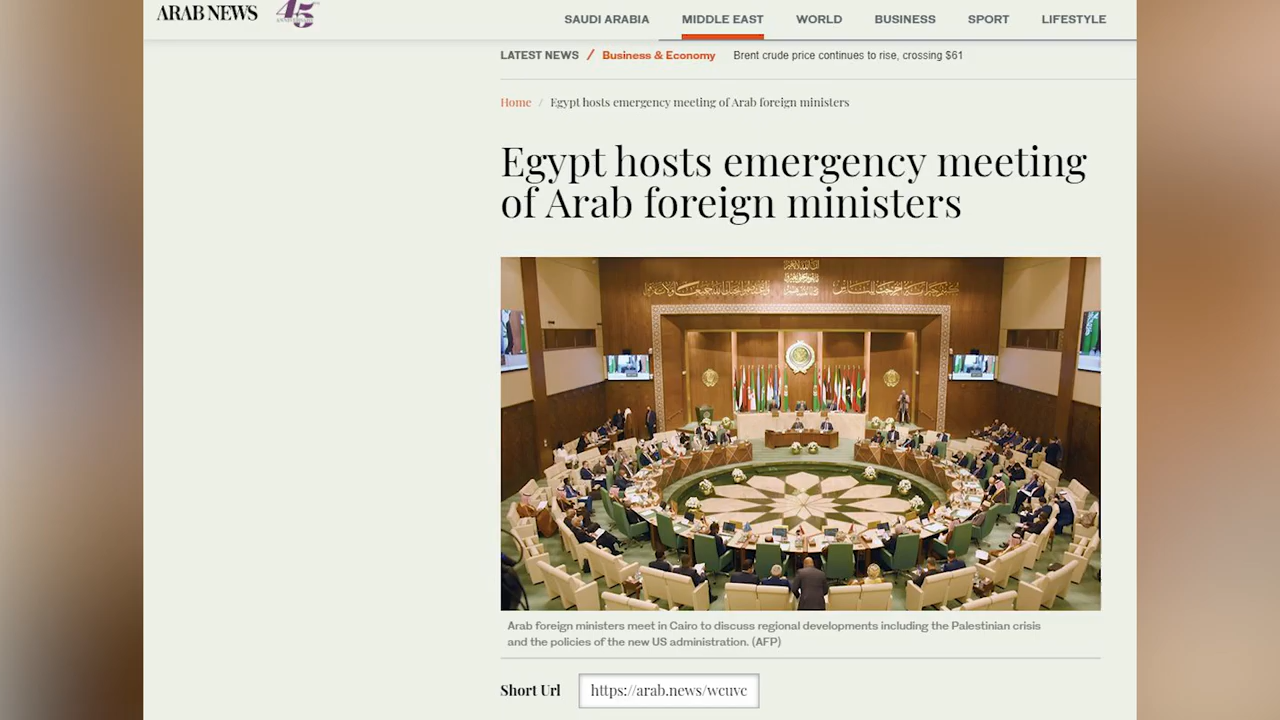 ARAB NEWS 45
SAUDI ARABIA MIDDLE EAST WORLD BUSINESS SPORT LIFESTYLE
LATEST NEWS / Business & Economy Brent crude price continues to rise, crossing $61
Home / Egypt hosts emergency meeting of Arab foreign ministers
Egypt hosts emergency meeting
of Arab foreign ministers
Arab foreign ministers meet in Cairo to discuss regional developments including the Palestinian crisis
and the policies of the new US administration. (AFP)
Short Url https://arab.news/wcuvc